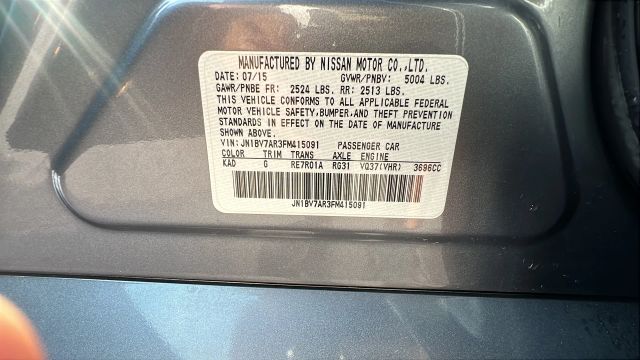 MANUFACTURED BY NISSAN MOTOR CO.,LTD.
DATE: 07/15 GVWR/PNBV: 5004 LBS.
GAWR/PNBE FR: 2524 LBS. RR: 2513 LBS.
THIS VEHICLE CONFORMS TO ALL APPLICABLE FEDERAL
MOTOR VEHICLE SAFETY,BUMPER,AND THEFT PREVENTION
STANDARDS IN EFFECT ON THE DATE OF MANUFACTURE
SHOWN ABOVE.
VIN: JN1BV7AR3FM415091 PASSENGER CAR
COLOR TRIM TRANS AXLE ENGINE
KAD G RE7R01A RG31 VQ37(VHR) 3696CC
JN1BV7AR3FM415091